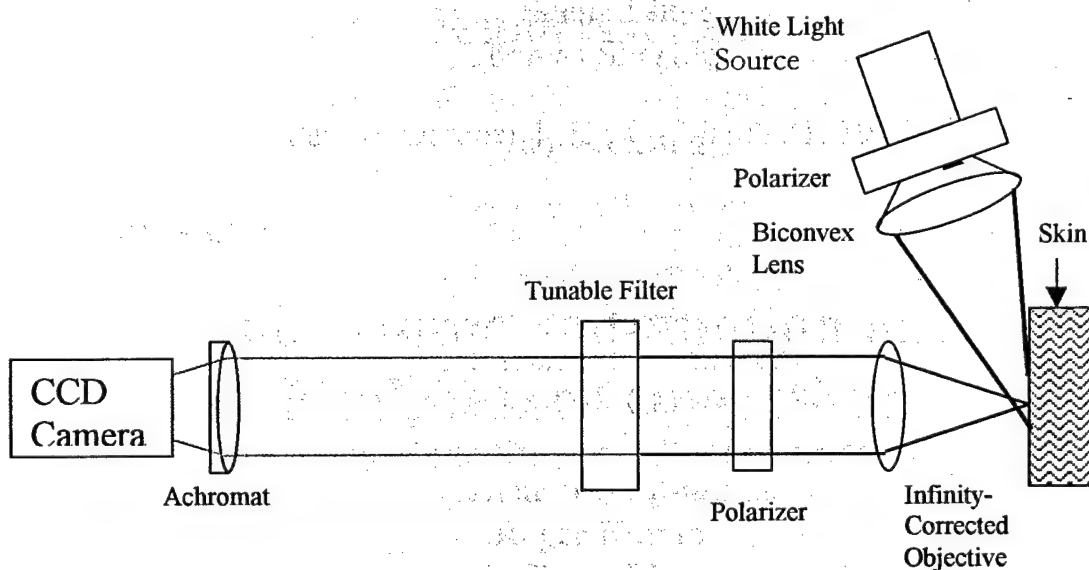 White Light
Source
Polarizer
Biconvex
Lens
Skin
Tunable Filter
CCD
Camera
Achromat
Polarizer
Infinity-
Corrected
Objective